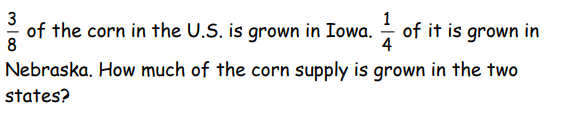 3/8 of the corn in the U.S. is grown in Iowa. 1/4 of it is grown in
Nebraska. How much of the corn supply is grown in the two
states?